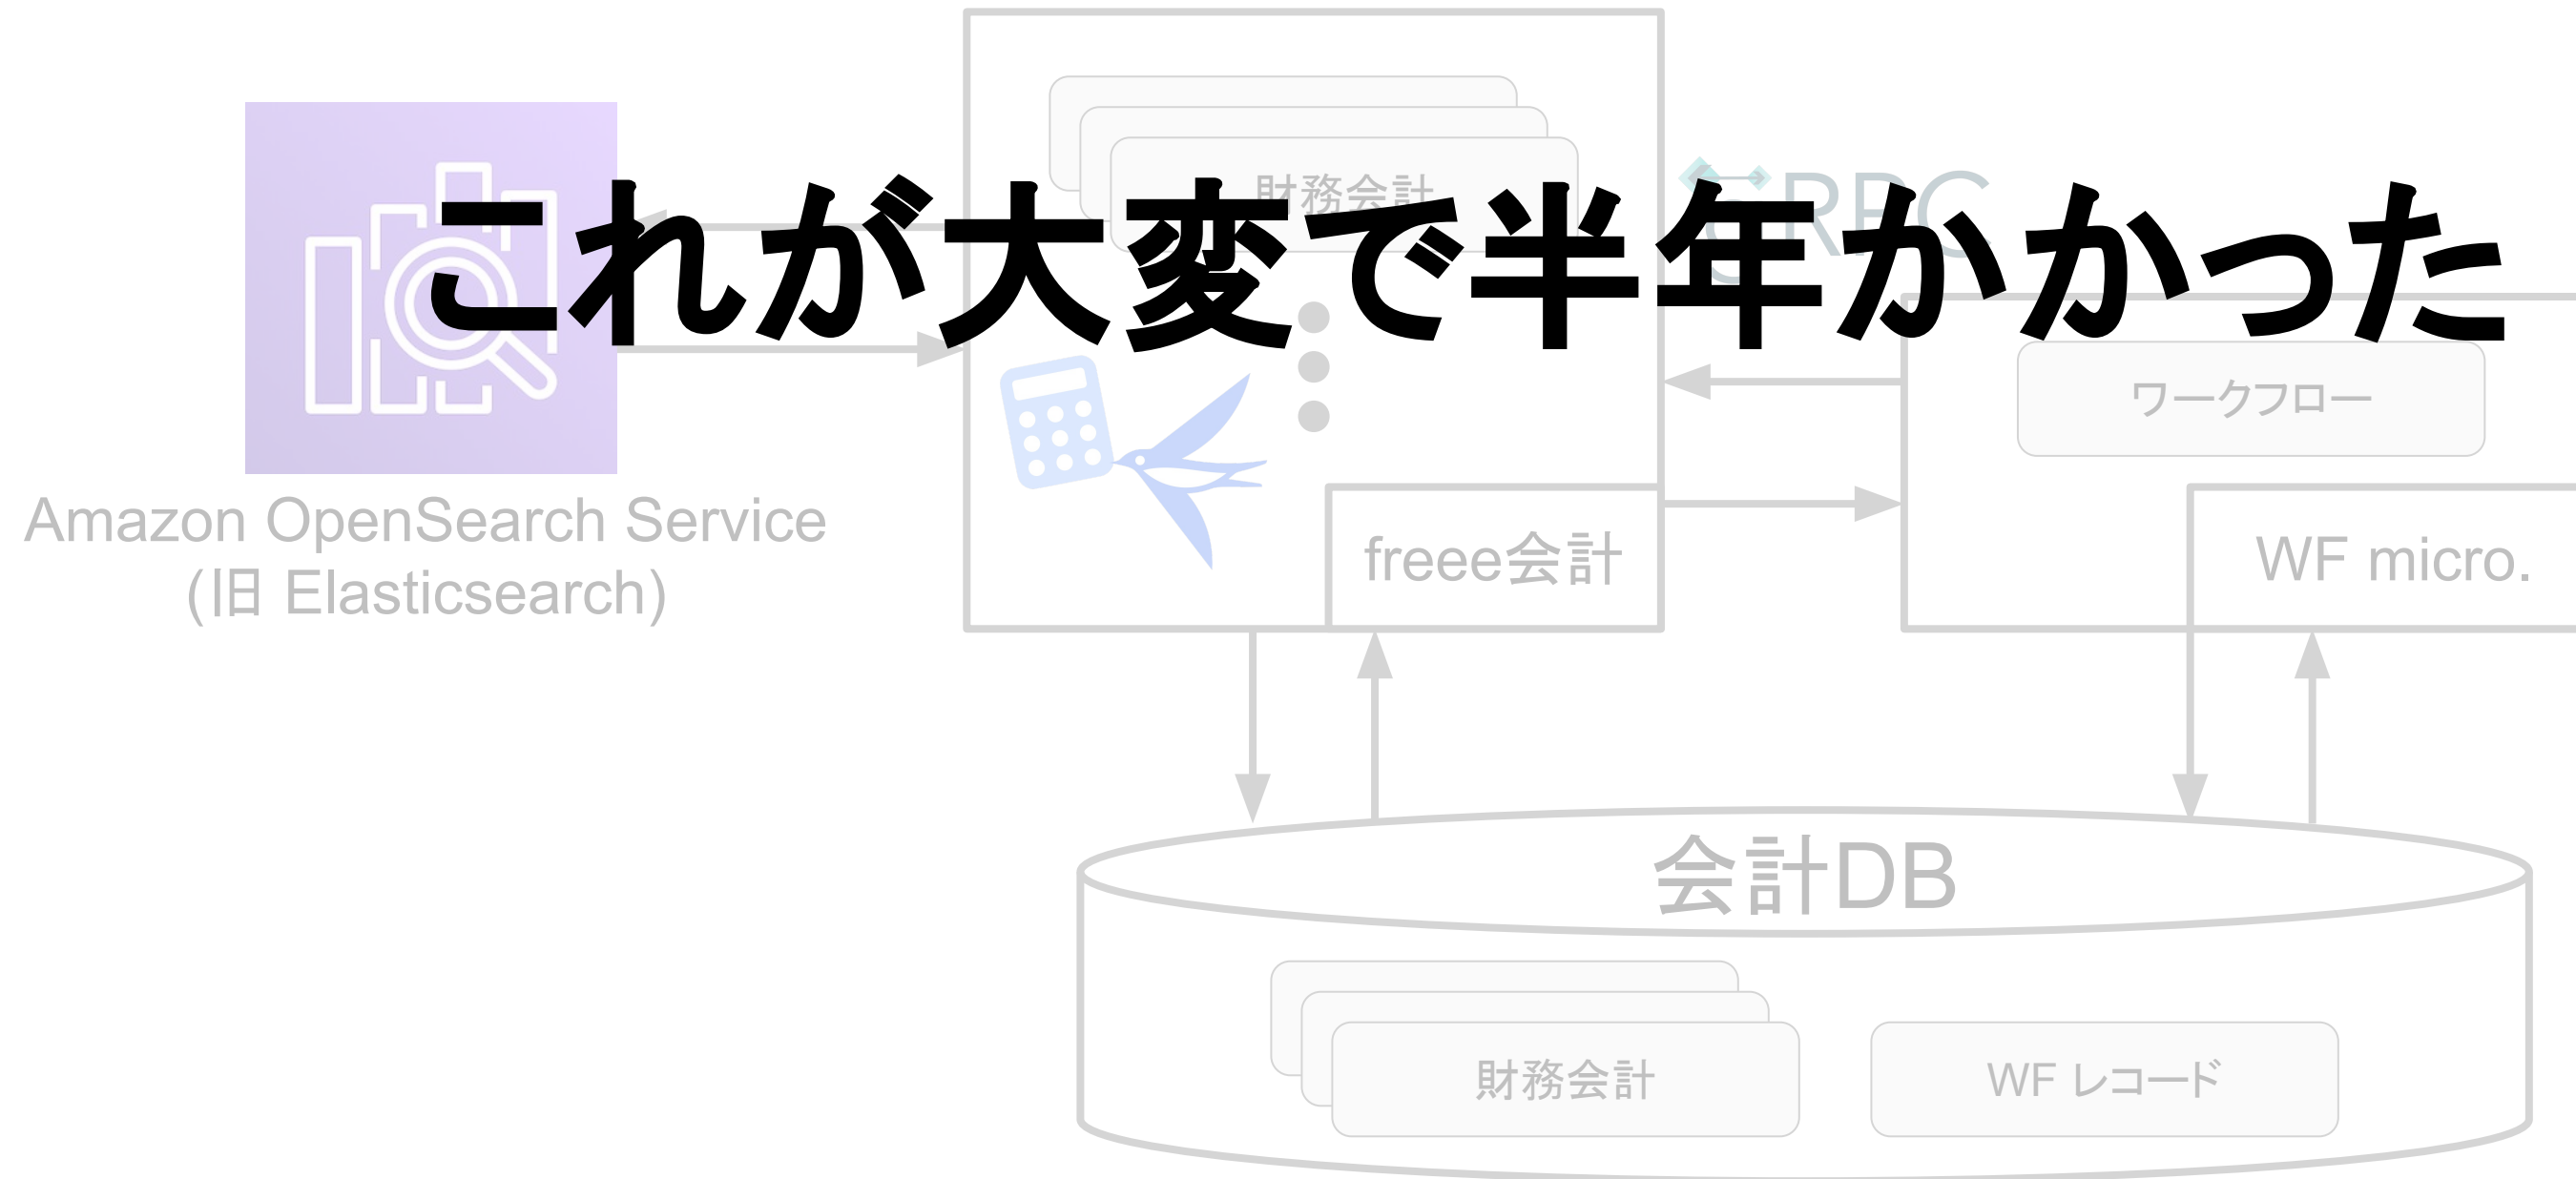 財務会計
gRPC
これが大変で半年かかった
ワークフロー
Amazon OpenSearch Service
(旧 Elasticsearch)
freee会計
WF micro.
会計DB
財務会計
WF レコード